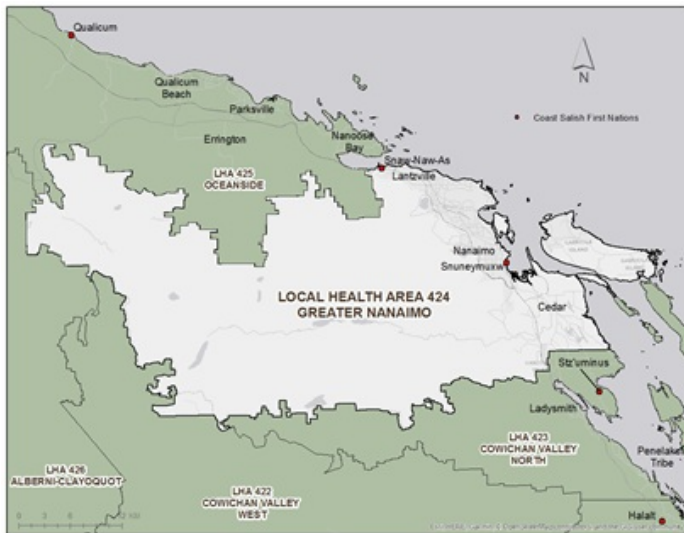 Qualicum
Qualicum
Beach
Parksville
Errington
Nanoose
Bay
N
Coast Salish First Nations
LHA 425
OCEANSIDE
Snaw-Naw-As
Lantzville
Nanaimo
Snuneymuxw
LOCAL HEALTH AREA 424
GREATER NANAIMO
Cedar
Stz'uminus
Ladysmith
LHA 423
COWICHAN VALLEY
NORTH
Penelakut
Tribe
LHA 426
ALBERNI-CLAYOQUOT
LHA 422
COWICHAN VALLEY
WEST
Halalt
0